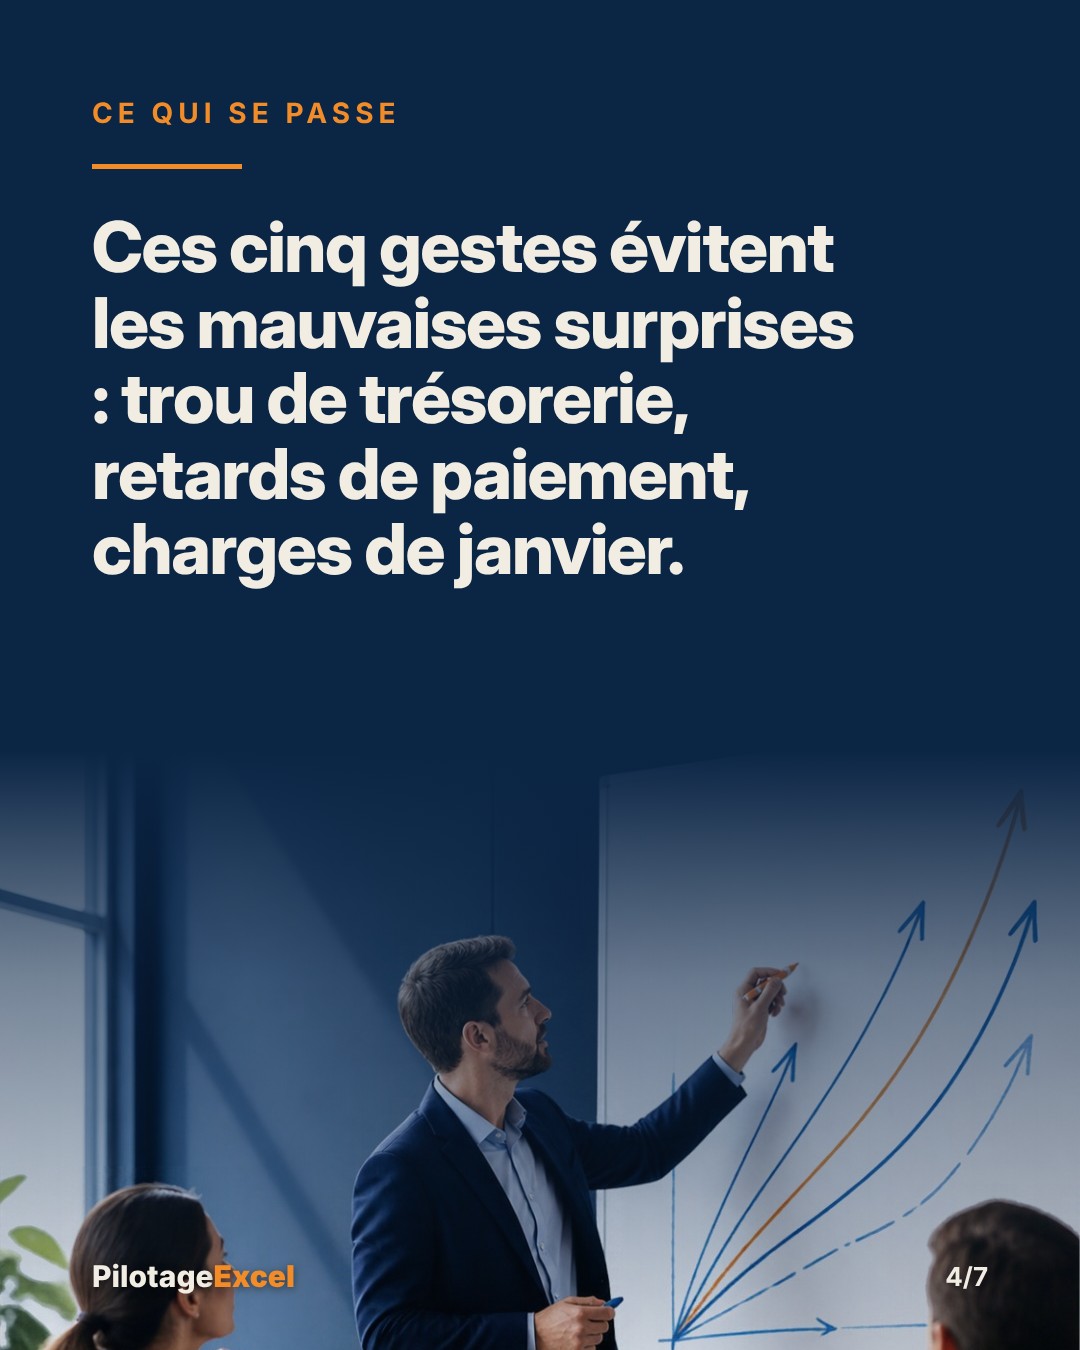 CE QUI SE PASSE
Ces cinq gestes évitent
les mauvaises surprises
: trou de trésorerie,
retards de paiement,
charges de janvier.
PilotageExcel
4/7